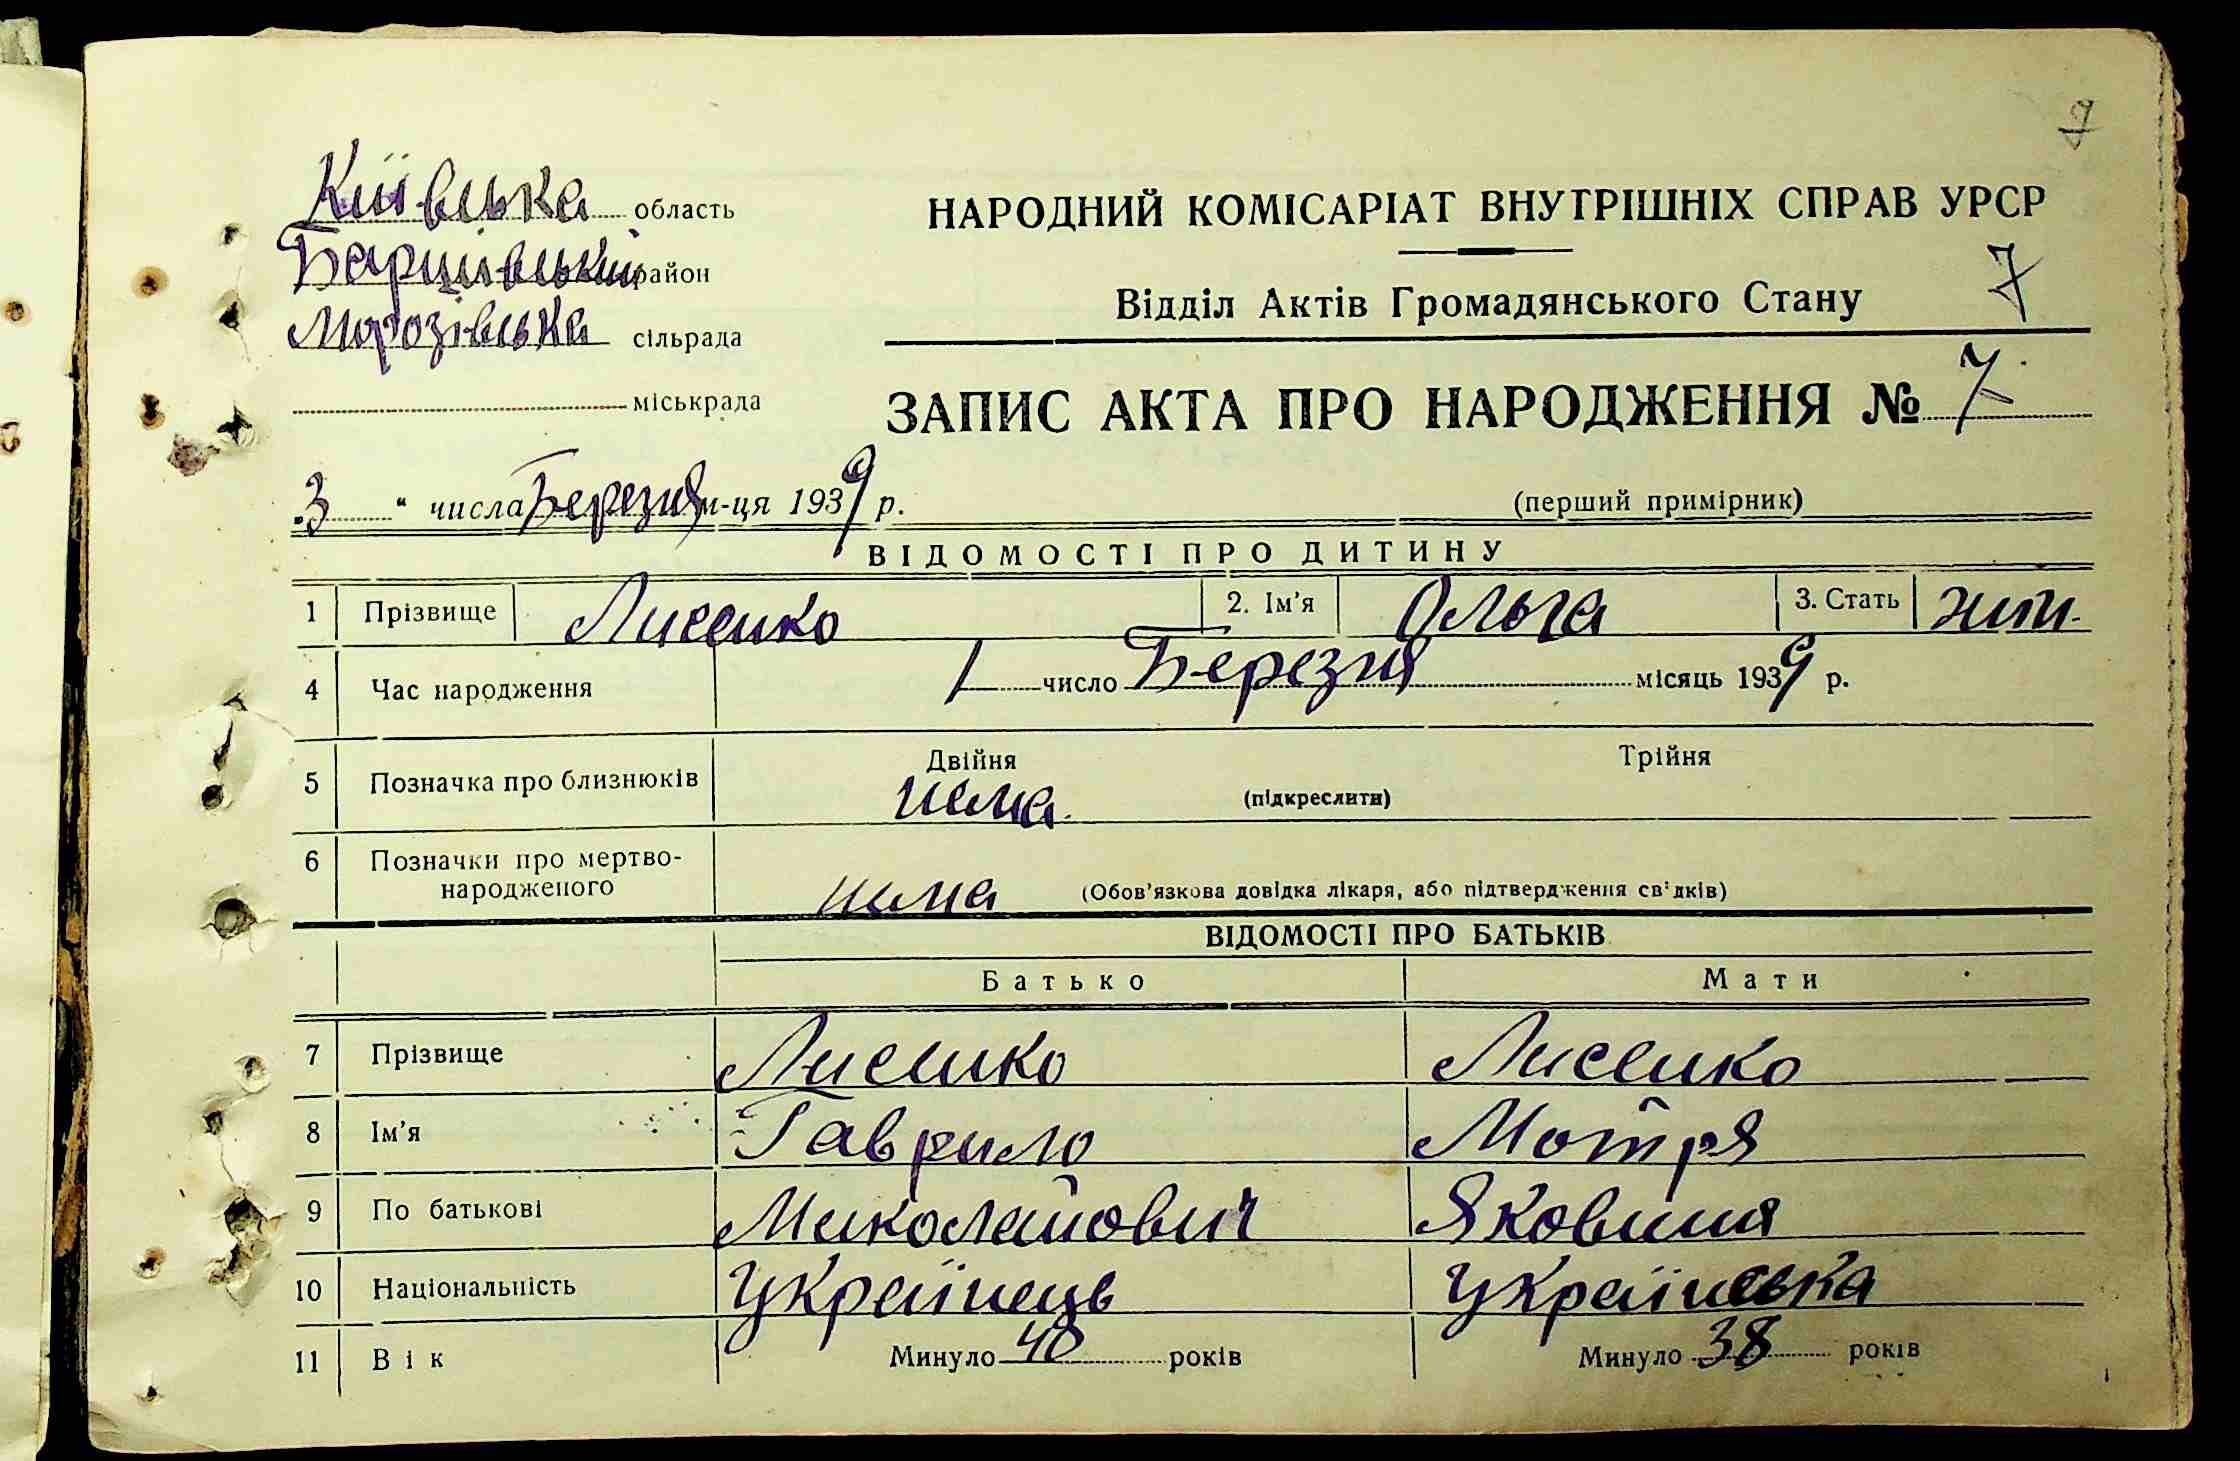 7
Київська область
Баришівський район
Морозівська сільрада
міськрада
НАРОДНИЙ КОМІСАРІАТ ВНУТРІШНІХ СПРАВ УРСР
Відділ Актів Громадянського Стану 7
ЗАПИС АКТА ПРО НАРОДЖЕННЯ № 7
„3“ числа Березня м-ця 1939 р.
(перший примірник)
ВІДОМОСТІ ПРО ДИТИНУ
1 Прізвище Лисенко 2. Ім'я Ольга 3. Стать жін.
4 Час народження 1 число Березня місяць 1939 р.
5 Позначка про близнюків Двійня Трійня
нема. (підкреслити)
6 Позначки про мертво-
народженого нема (Обов'язкова довідка лікаря, або підтвердження свідків)
ВІДОМОСТІ ПРО БАТЬКІВ
Батько Мати
7 Прізвище Лисенко Лисенко
8 Ім'я Гаврило Мотря
9 По батькові Миколайович Яковина
10 Національність Українець Українська
11 Вік Минуло 40 років Минуло 38 років